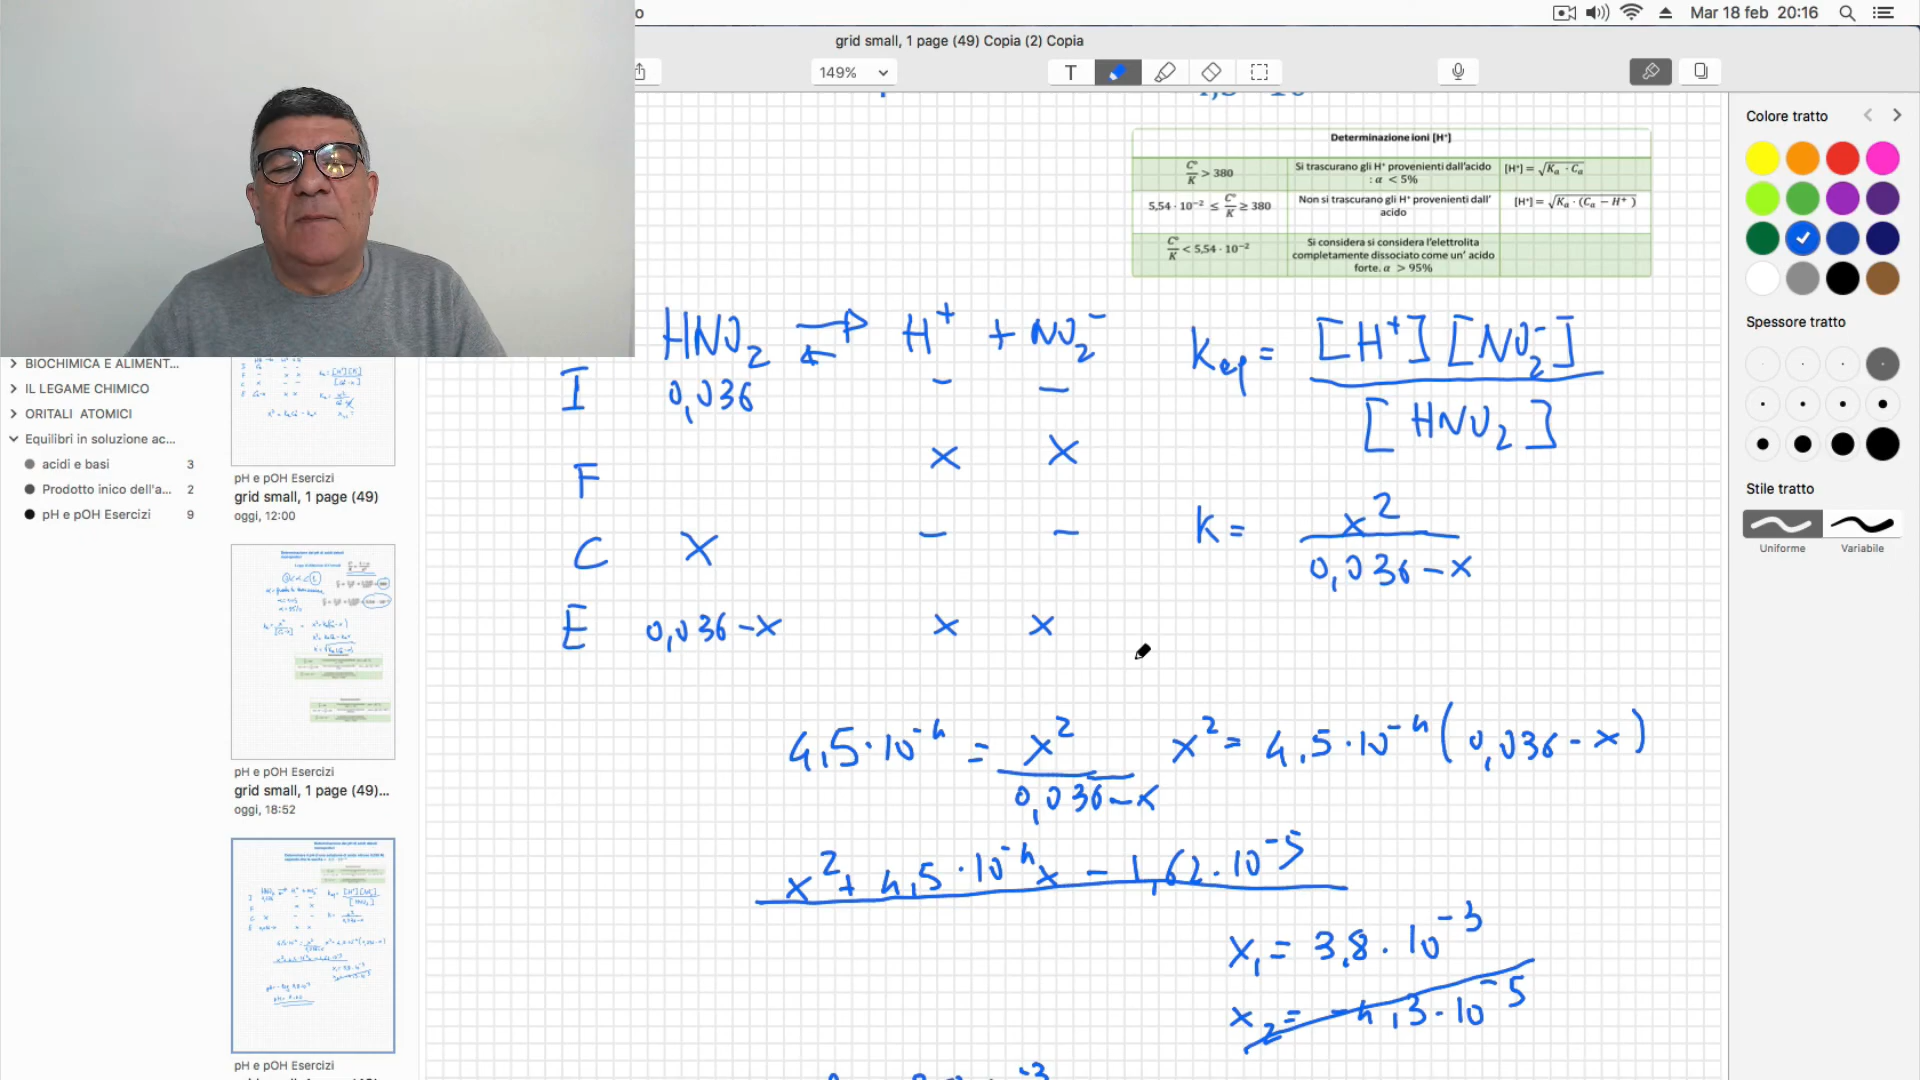 o
Mar 18 feb 20:16
grid small, 1 page (49) Copia (2) Copia
149%
T
Determinazione ioni [H⁺]
C°/K > 380 Si trascurano gli H⁺ provenienti dall'acido : α < 5% [H⁺] = √Kₐ · Cₐ
5,54 · 10⁻² ≤ C°/K ≥ 380 Non si trascurano gli H⁺ provenienti dall' acido [H⁺] = √Kₐ · (Cₐ − H⁺ )
C°/K < 5,54 · 10⁻² Si considera si considera l'elettrolita completamente dissociato come un' acido forte. α > 95%
HNO₂ ⇄ H⁺ + NO₂⁻ Keq = [H⁺][NO₂⁻] / [HNO₂]
I 0,036 - -
F x x
C x - - K = x² / 0,036-x
E 0,036-x x x
4,5·10⁻⁴ = x² / 0,036-x x² = 4,5·10⁻⁴(0,036-x)
x² + 4,5·10⁻⁴x - 1,62·10⁻⁵
x₁ = 3,8·10⁻³
x₂ = -4,3·10⁻⁵
BIOCHIMICA E ALIMENT...
IL LEGAME CHIMICO
ORITALI ATOMICI
Equilibri in soluzione ac...
acidi e basi 3
Prodotto inico dell'a... 2
pH e pOH Esercizi 9
pH e pOH Esercizi
grid small, 1 page (49)
oggi, 12:00
pH e pOH Esercizi
grid small, 1 page (49)...
oggi, 18:52
pH e pOH Esercizi
Colore tratto
Spessore tratto
Stile tratto
Uniforme
Variabile